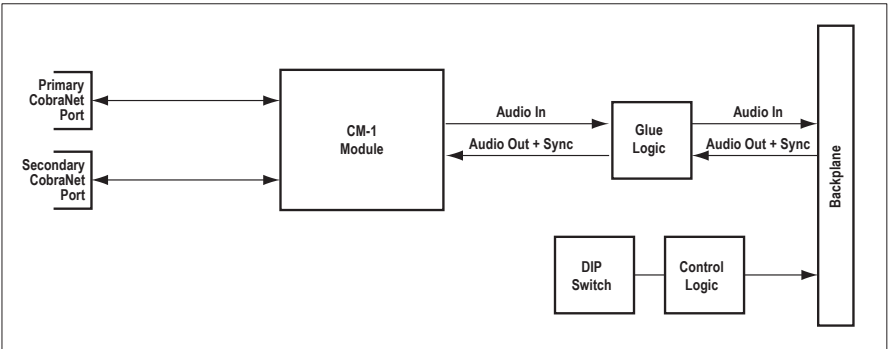 Primary
CobraNet
Port
Secondary
CobraNet
Port
CM-1
Module
Audio In
Audio Out + Sync
Glue
Logic
Audio In
Audio Out + Sync
Backplane
DIP
Switch
Control
Logic